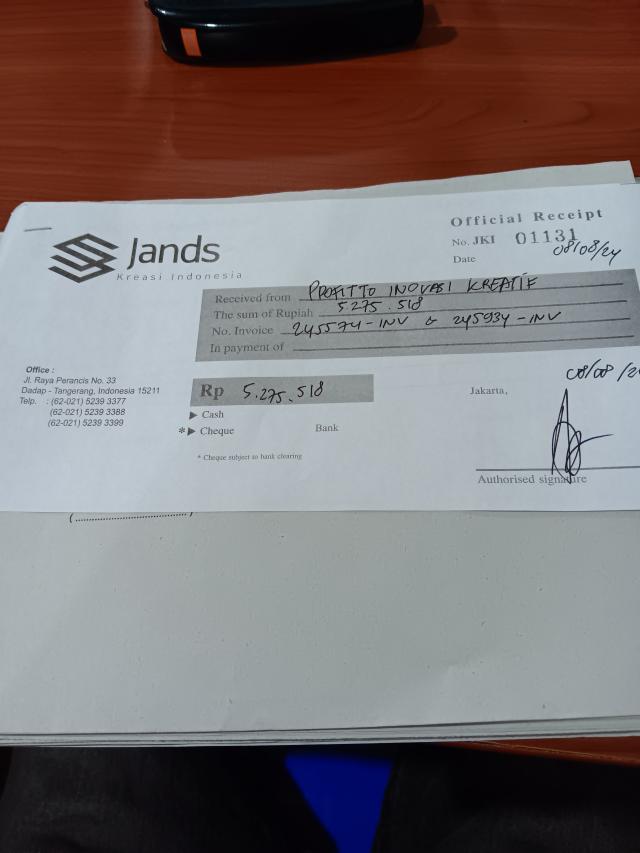 Jands
Kreasi Indonesia
Official Receipt
No. JKI 01131
Date 08/08/24
Received from PROFITTO INOVASI KREATIF
The sum of Rupiah 5.275.518
No. Invoice 245574-INV & 245934-INV
In payment of
Office :
Jl. Raya Perancis No. 33
Dadap - Tangerang, Indonesia 15211
Telp. : (62-021) 5239 3377
(62-021) 5239 3388
(62-021) 5239 3399
Rp 5.275.518
Cash
* Cheque Bank
* Cheque subject to bank clearing
Jakarta, 08/08/2
Authorised signature